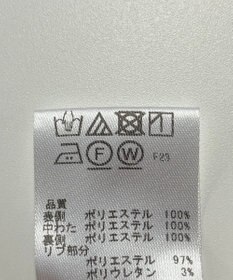 F W F23
品質
表側 ポリエステル 100%
中わた ポリエステル 100%
裏側 ポリエステル 100%
リブ部分
ポリエステル 97%
ポリウレタン 3%